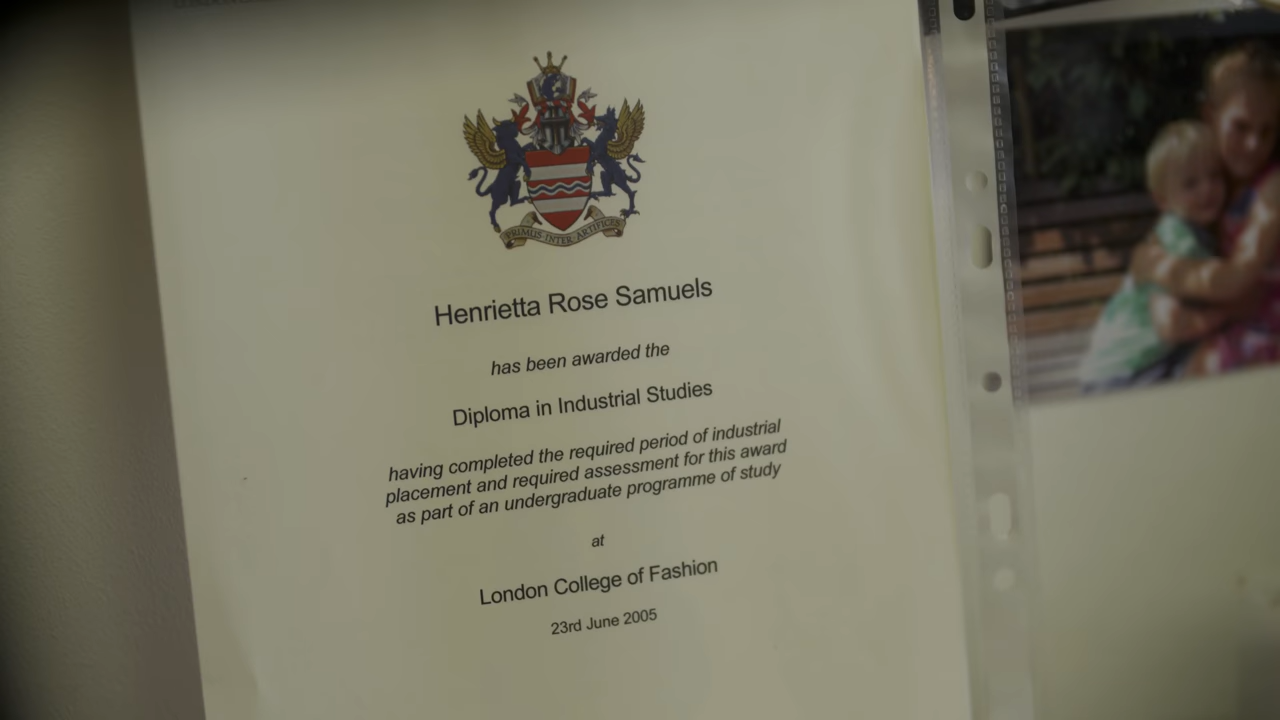 PRIMUS INTER ARTIFICES
Henrietta Rose Samuels
has been awarded the
Diploma in Industrial Studies
having completed the required period of industrial
placement and required assessment for this award
as part of an undergraduate programme of study
at
London College of Fashion
23rd June 2005